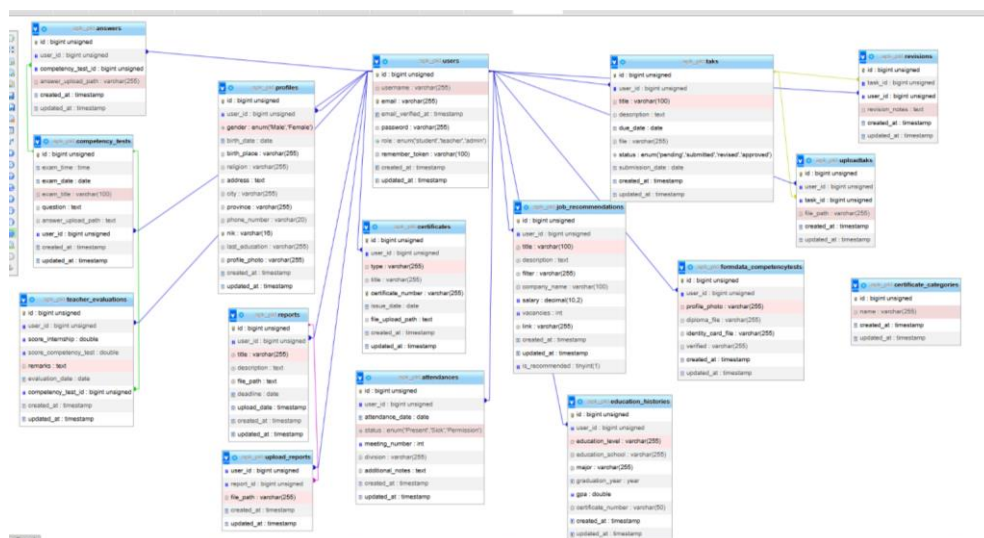 answers
id : bigint unsigned
user_id : bigint unsigned
competency_test_id : bigint unsigned
answer_upload_path : varchar(255)
created_at : timestamp
updated_at : timestamp
competency_tests
id : bigint unsigned
exam_time : time
exam_date : date
exam_title : varchar(100)
question : text
answer_upload_path : text
user_id : bigint unsigned
created_at : timestamp
updated_at : timestamp
teacher_evaluations
id : bigint unsigned
user_id : bigint unsigned
score_internship : double
score_competency_test : double
remarks : text
evaluation_date : date
competency_test_id : bigint unsigned
created_at : timestamp
updated_at : timestamp
profiles
id : bigint unsigned
user_id : bigint unsigned
gender : enum('Male','Female')
birth_date : date
birth_place : varchar(255)
religion : varchar(255)
address : text
city : varchar(255)
province : varchar(255)
phone_number : varchar(20)
nik : varchar(16)
last_education : varchar(255)
profile_photo : varchar(255)
created_at : timestamp
updated_at : timestamp
reports
id : bigint unsigned
user_id : bigint unsigned
title : varchar(255)
description : text
file_path : text
deadline : date
upload_date : timestamp
created_at : timestamp
updated_at : timestamp
upload_reports
user_id : bigint unsigned
report_id : bigint unsigned
file_path : varchar(255)
created_at : timestamp
updated_at : timestamp
users
id : bigint unsigned
username : varchar(255)
email : varchar(255)
email_verified_at : timestamp
password : varchar(255)
role : enum('student','teacher','admin')
remember_token : varchar(100)
created_at : timestamp
updated_at : timestamp
certificates
id : bigint unsigned
user_id : bigint unsigned
type : varchar(255)
title : varchar(255)
certificate_number : varchar(255)
issue_date : date
file_upload_path : text
created_at : timestamp
updated_at : timestamp
attendances
id : bigint unsigned
user_id : bigint unsigned
attendance_date : date
status : enum('Present','Sick','Permission')
meeting_number : int
division : varchar(255)
additional_notes : text
created_at : timestamp
updated_at : timestamp
taks
id : bigint unsigned
user_id : bigint unsigned
title : varchar(100)
description : text
due_date : date
file : varchar(255)
status : enum('pending','submitted','revised','approved')
submission_date : date
created_at : timestamp
updated_at : timestamp
job_recommendations
id : bigint unsigned
user_id : bigint unsigned
title : varchar(100)
description : text
filter : varchar(255)
company_name : varchar(100)
salary : decimal(10,2)
vacancies : int
link : varchar(255)
created_at : timestamp
updated_at : timestamp
is_recommended : tinyint(1)
education_histories
id : bigint unsigned
user_id : bigint unsigned
education_level : varchar(255)
education_school : varchar(255)
major : varchar(255)
graduation_year : year
gpa : double
certificate_number : varchar(50)
created_at : timestamp
updated_at : timestamp
revisions
task_id : bigint unsigned
user_id : bigint unsigned
revision_notes : text
created_at : timestamp
updated_at : timestamp
uploadtaks
id : bigint unsigned
user_id : bigint unsigned
task_id : bigint unsigned
file_path : varchar(255)
created_at : timestamp
updated_at : timestamp
formdata_competencytests
id : bigint unsigned
user_id : bigint unsigned
profile_photo : varchar(255)
diploma_file : varchar(255)
identity_card_file : varchar(255)
verified : varchar(255)
created_at : timestamp
updated_at : timestamp
certificate_categories
name : varchar(255)
created_at : timestamp
updated_at : timestamp